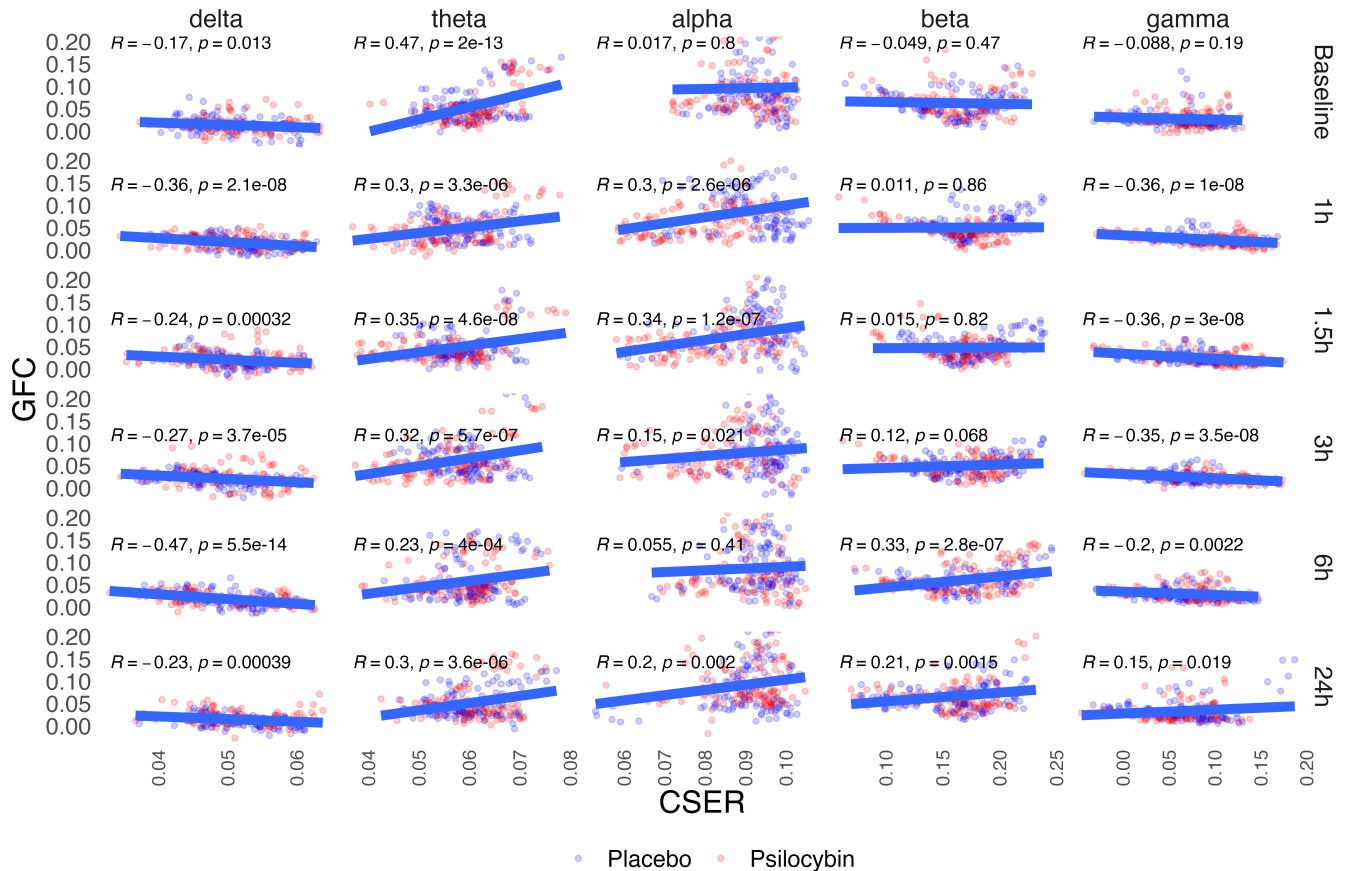 delta theta alpha beta gamma
0.20 R = −0.17, p = 0.013 R = 0.47, p = 2e-13 R = 0.017, p = 0.8 R = −0.049, p = 0.47 R = −0.088, p = 0.19
0.15
0.10
0.05
0.00
Baseline
0.20
0.15 R = −0.36, p = 2.1e-08 R = 0.3, p = 3.3e-06 R = 0.3, p = 2.6e-06 R = 0.011, p = 0.86 R = −0.36, p = 1e-08
0.10
0.05
0.00
1h
0.20
0.15
0.10 R = −0.24, p = 0.00032 R = 0.35, p = 4.6e-08 R = 0.34, p = 1.2e-07 R = 0.015, p = 0.82 R = −0.36, p = 3e-08
0.05
0.00
1.5h
GFC
0.20
0.15
0.10 R = −0.27, p = 3.7e-05 R = 0.32, p = 5.7e-07 R = 0.15, p = 0.021 R = 0.12, p = 0.068 R = −0.35, p = 3.5e-08
0.05
0.00
3h
0.20
0.15 R = −0.47, p = 5.5e-14 R = 0.23, p = 4e-04 R = 0.055, p = 0.41 R = 0.33, p = 2.8e-07 R = −0.2, p = 0.0022
0.10
0.05
0.00
6h
0.20
0.15 R = −0.23, p = 0.00039 R = 0.3, p = 3.6e-06 R = 0.2, p = 0.002 R = 0.21, p = 0.0015 R = 0.15, p = 0.019
0.10
0.05
0.00
24h
0.04 0.05 0.06 0.04 0.05 0.06 0.07 0.08 0.06 0.07 0.08 0.09 0.10 0.10 0.15 0.20 0.25 0.00 0.05 0.10 0.15 0.20
CSER
Placebo Psilocybin